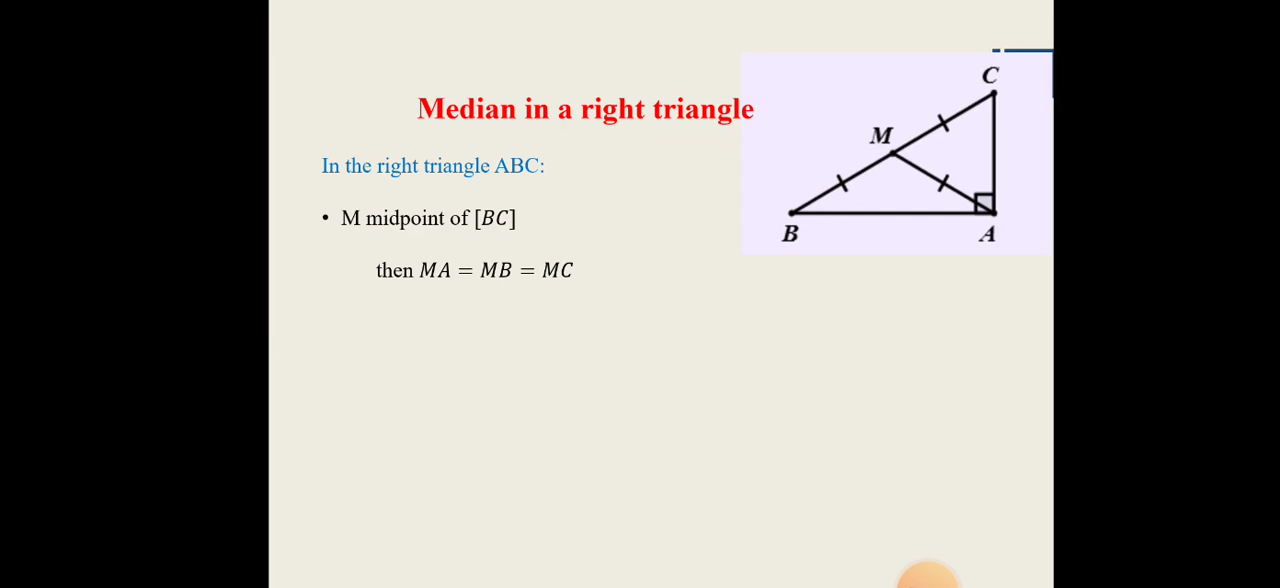 Median in a right triangle
In the right triangle ABC:
• M midpoint of [BC]
then MA = MB = MC
C
M
B
A